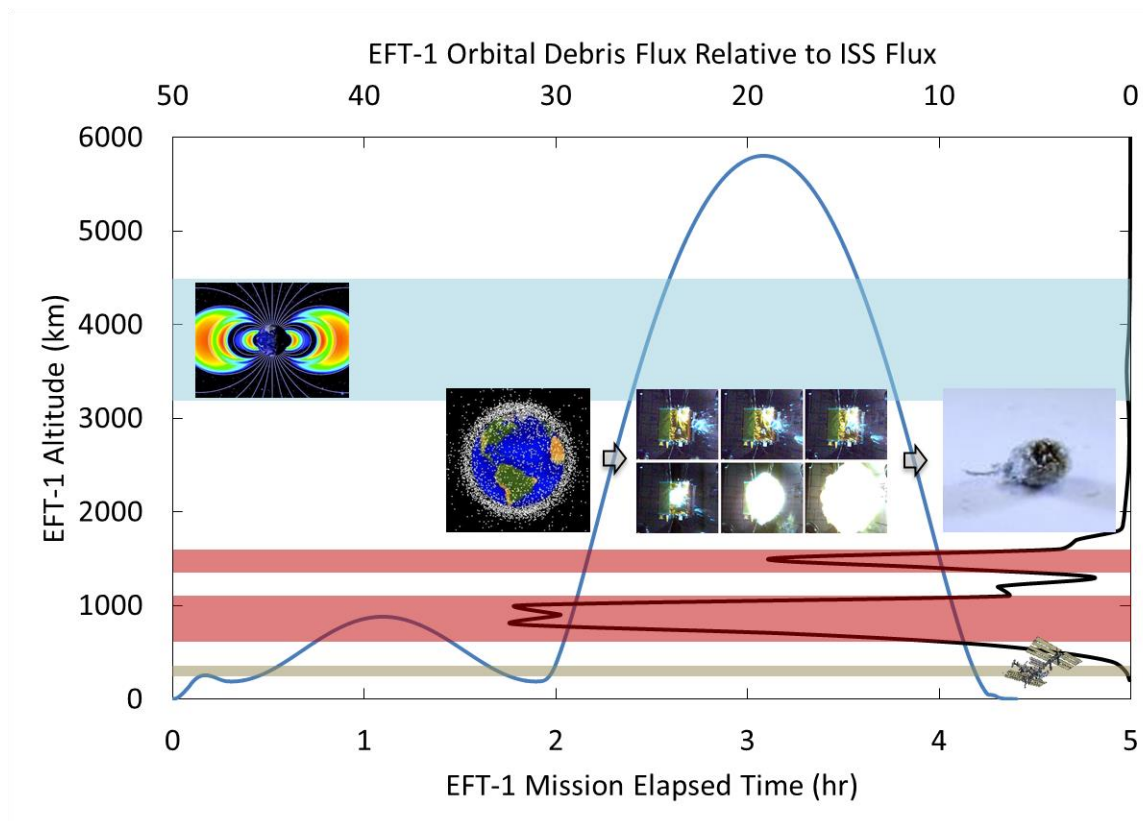 EFT-1 Orbital Debris Flux Relative to ISS Flux
50 40 30 20 10 0
6000
5000
4000
3000
2000
1000
0
EFT-1 Altitude (km)
0 1 2 3 4 5
EFT-1 Mission Elapsed Time (hr)